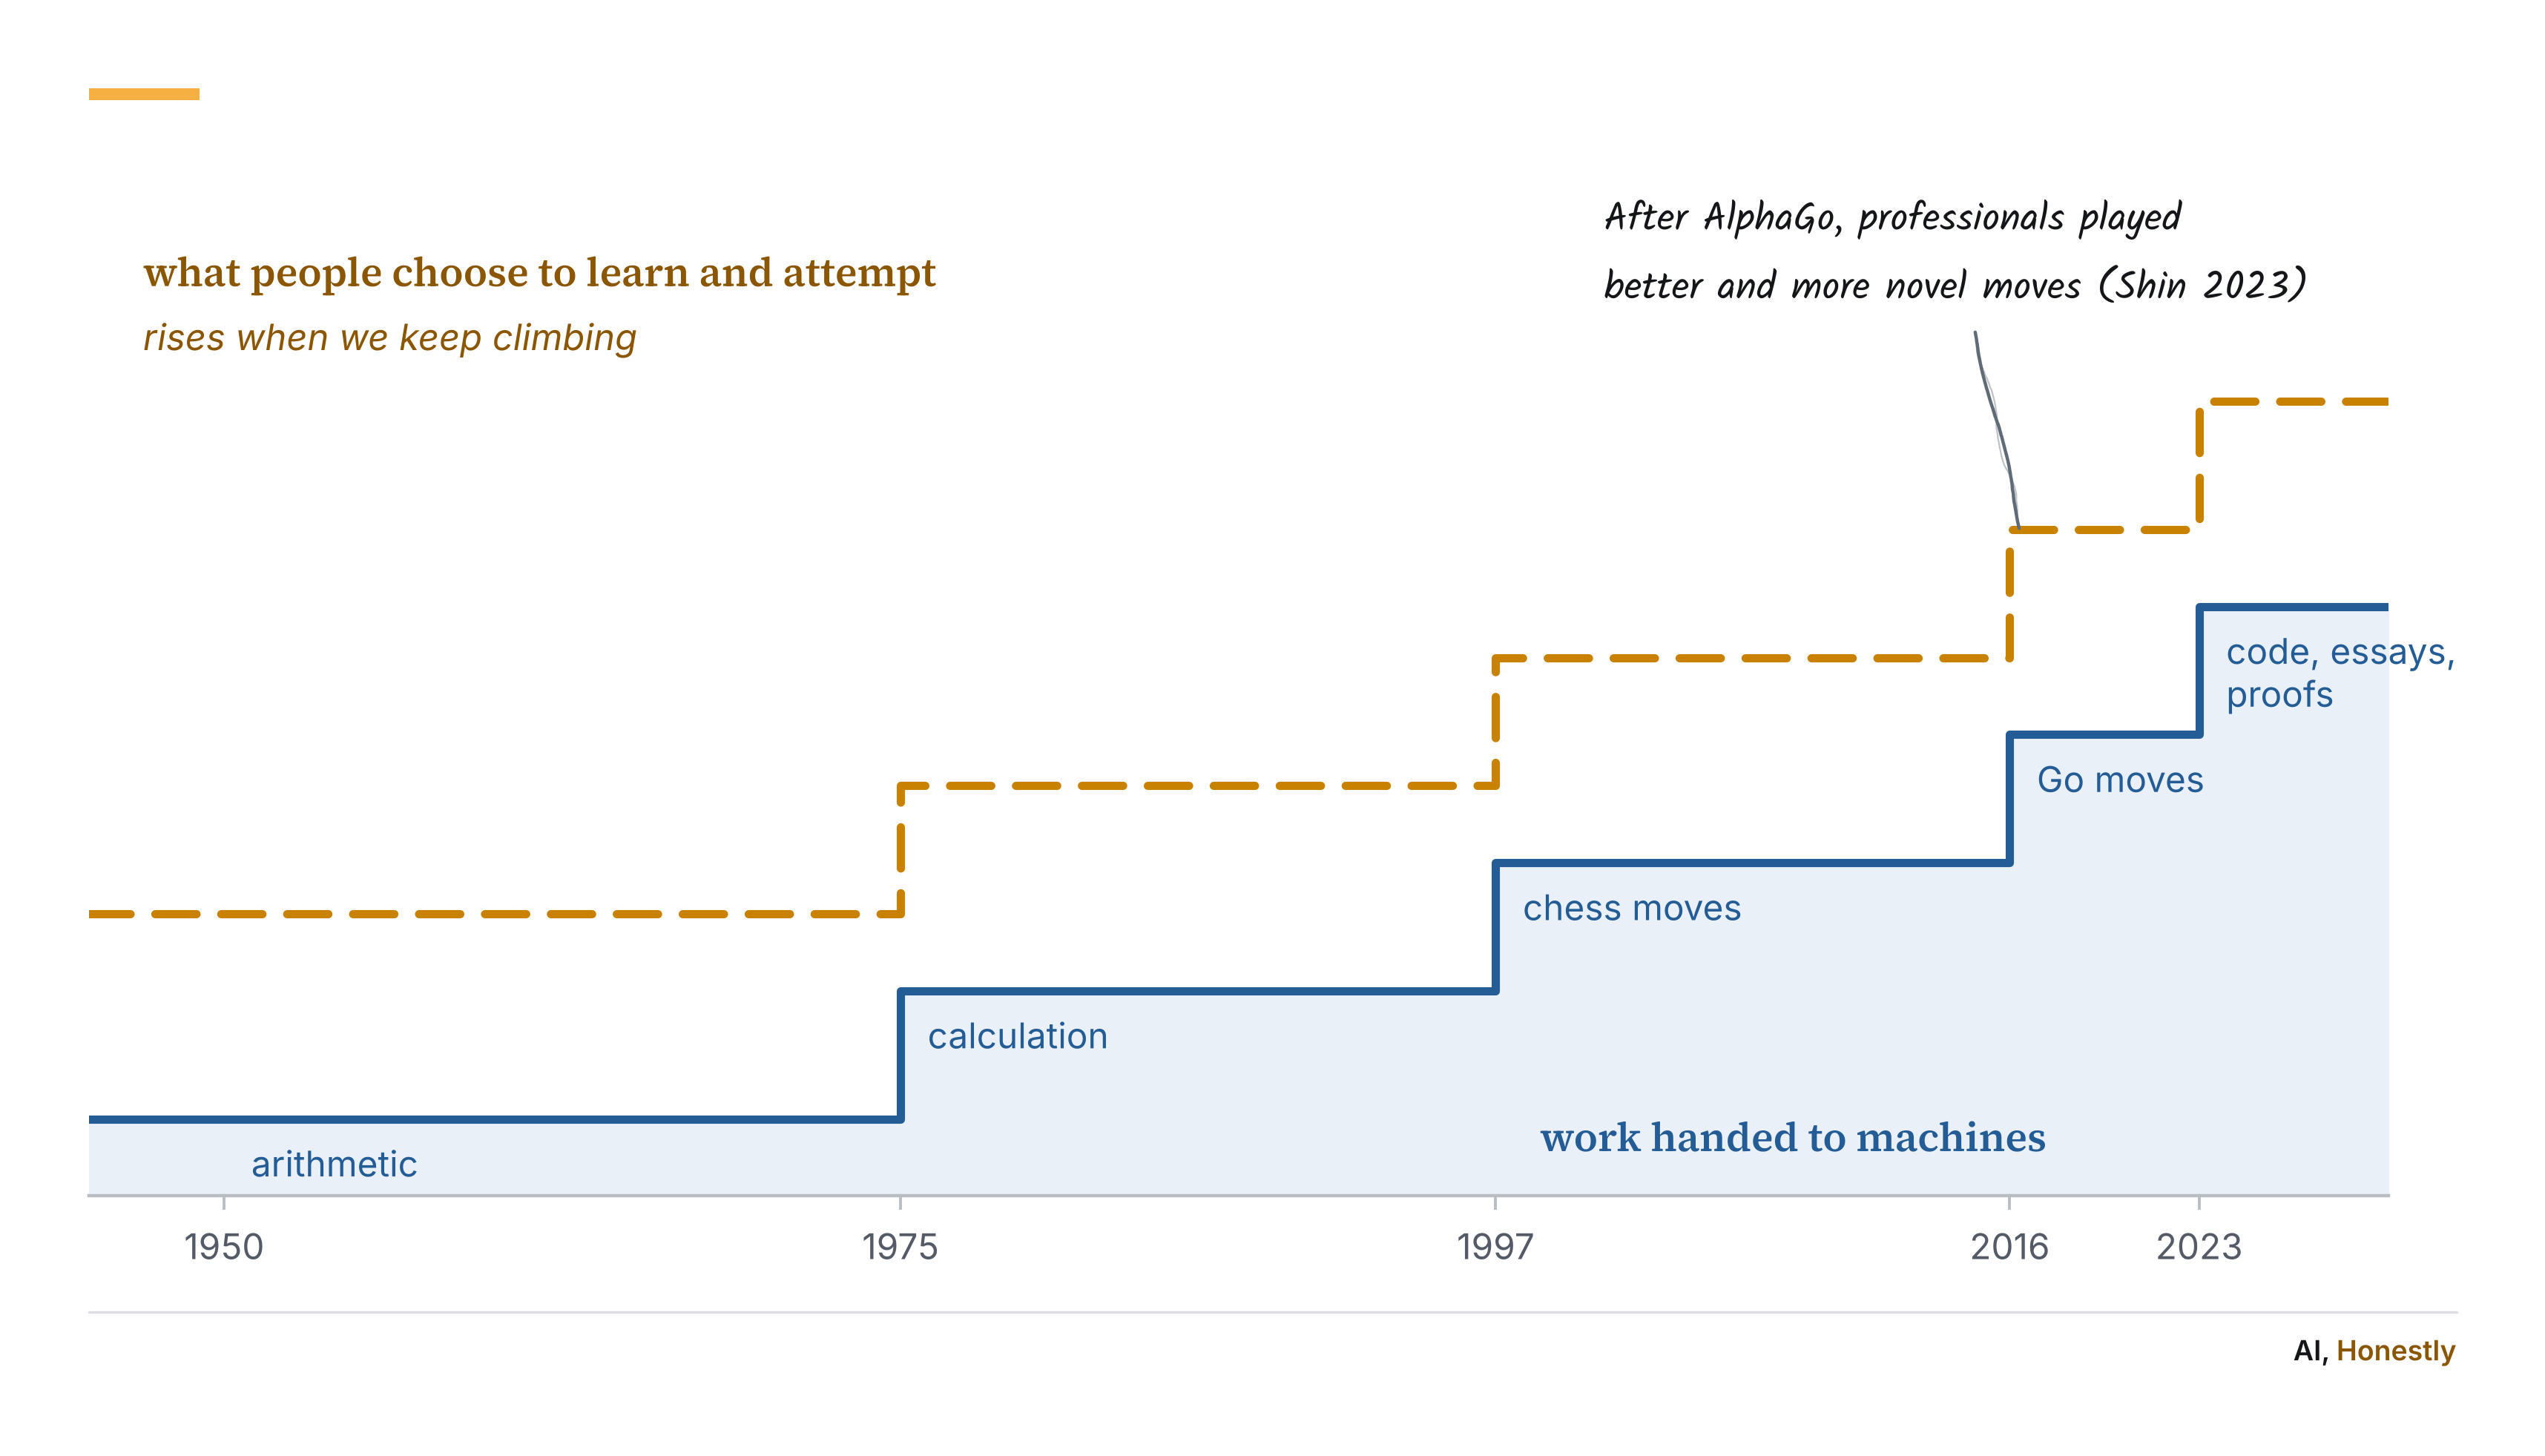 After AlphaGo, professionals played
better and more novel moves (Shin 2023)
what people choose to learn and attempt
rises when we keep climbing
code, essays,
proofs
Go moves
chess moves
calculation
work handed to machines
arithmetic
1950
1975
1997
2016
2023
AI, Honestly